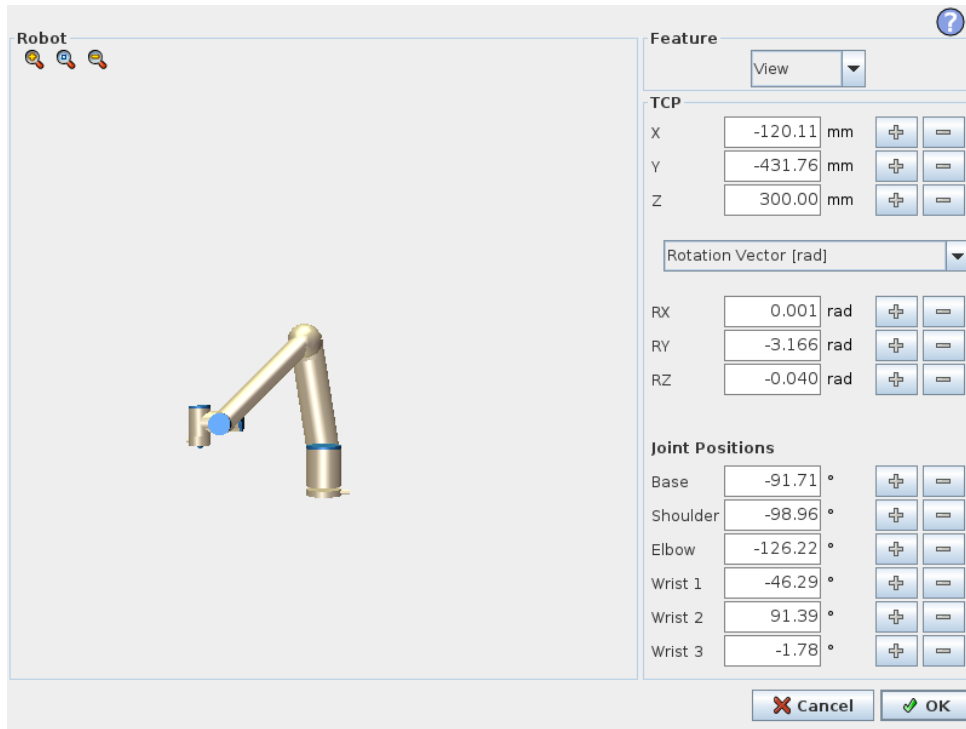 Robot
Feature
View
TCP
X -120.11 mm
Y -431.76 mm
Z 300.00 mm
Rotation Vector [rad]
RX 0.001 rad
RY -3.166 rad
RZ -0.040 rad
Joint Positions
Base -91.71 °
Shoulder -98.96 °
Elbow -126.22 °
Wrist 1 -46.29 °
Wrist 2 91.39 °
Wrist 3 -1.78 °
Cancel OK